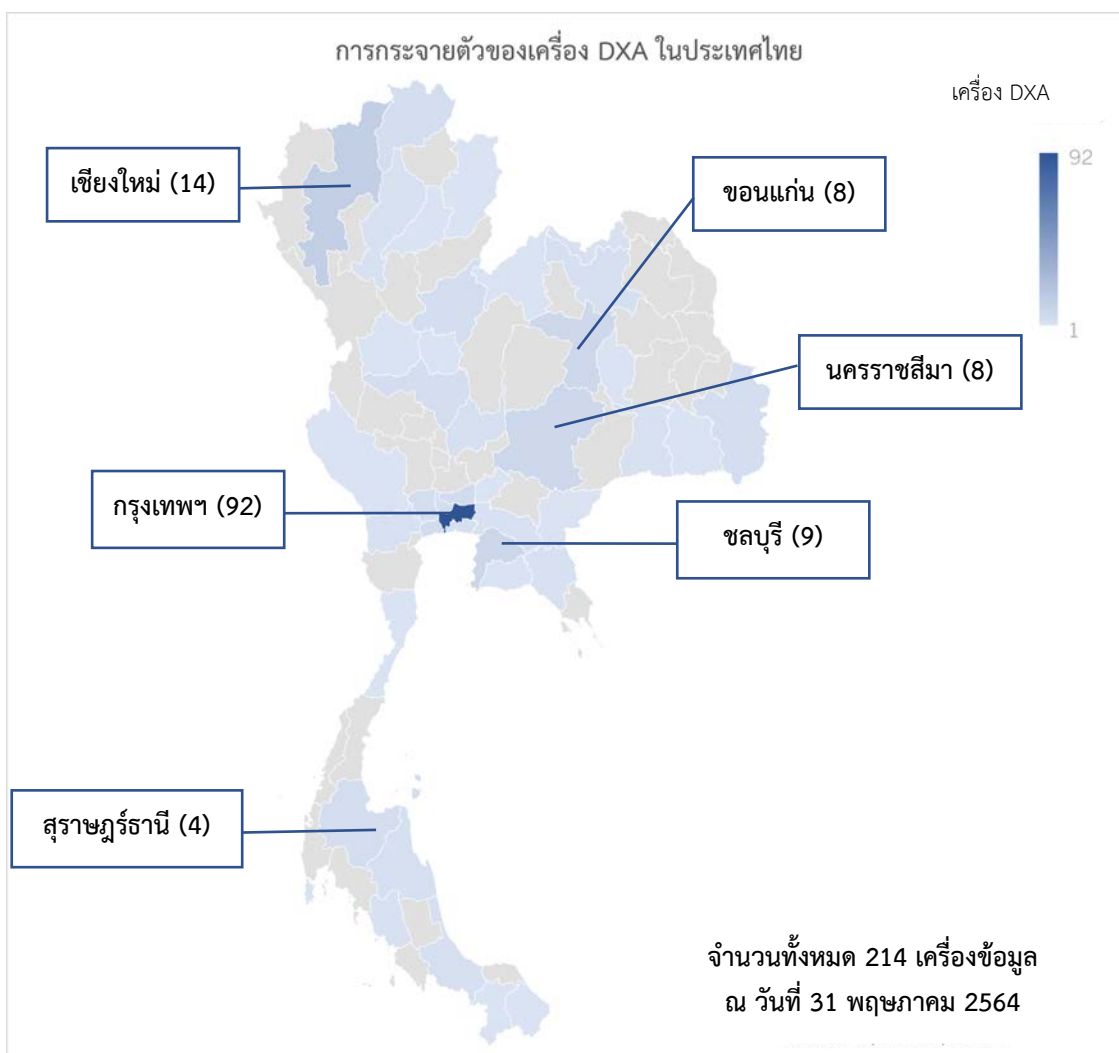 การกระจายตัวของเครื่อง DXA ในประเทศไทย
เครื่อง DXA
92
1
เชียงใหม่ (14)
ขอนแก่น (8)
นครราชสีมา (8)
กรุงเทพฯ (92)
ชลบุรี (9)
สุราษฎร์ธานี (4)
จำนวนทั้งหมด 214 เครื่องข้อมูล
ณ วันที่ 31 พฤษภาคม 2564